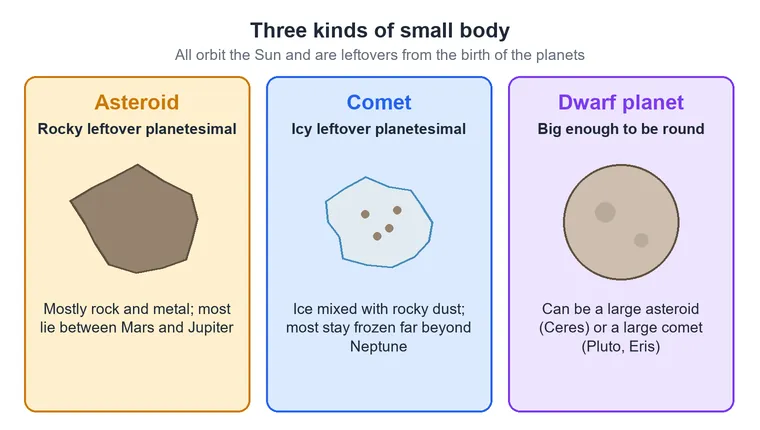 Three kinds of small body
All orbit the Sun and are leftovers from the birth of the planets
Asteroid
Rocky leftover planetesimal
Mostly rock and metal; most
lie between Mars and Jupiter
Comet
Icy leftover planetesimal
Ice mixed with rocky dust;
most stay frozen far beyond
Neptune
Dwarf planet
Big enough to be round
Can be a large asteroid
(Ceres) or a large comet
(Pluto, Eris)